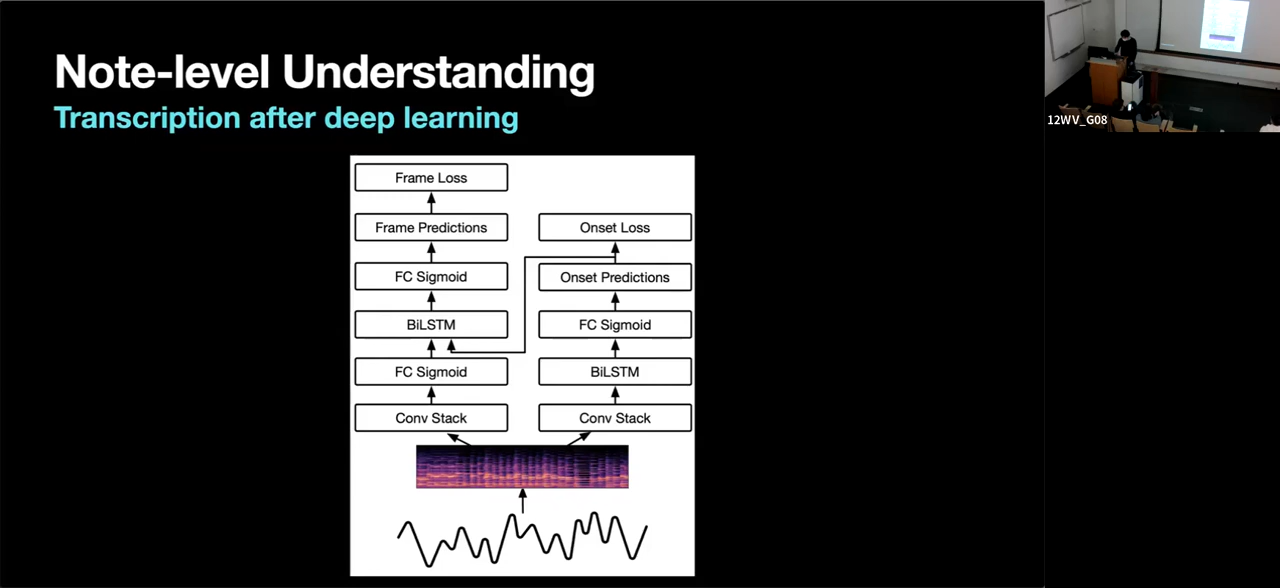 Note-level Understanding
Transcription after deep learning
Frame Loss
Frame Predictions
Onset Loss
FC Sigmoid
Onset Predictions
BiLSTM
FC Sigmoid
FC Sigmoid
BiLSTM
Conv Stack
Conv Stack
12WV_G08